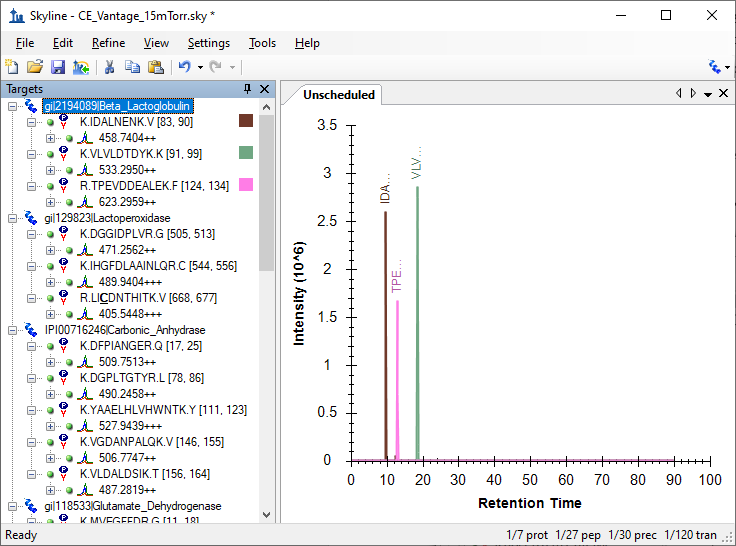 Skyline - CE_Vantage_15mTorr.sky *
File Edit Refine View Settings Tools Help
Targets
gi|2194089|Beta_Lactoglobulin
K.IDALNENK.V [83, 90]
458.7404++
K.VLVLDTDYK.K [91, 99]
533.2950++
R.TPEVDDEALEK.F [124, 134]
623.2959++
gi|129823|Lactoperoxidase
K.DGGIDPLVR.G [505, 513]
471.2562++
K.IHGFDLAAINLQR.C [544, 556]
489.9404+++
R.LICDNTHITK.V [668, 677]
405.5448+++
IPI00716246|Carbonic_Anhydrase
K.DFPIANGER.Q [17, 25]
509.7513++
K.DGPLTGTYR.L [78, 86]
490.2458++
K.YAAELHLVHWNTK.Y [111, 123]
527.9439+++
K.VGDANPALQK.V [146, 155]
506.7747++
K.VLDALDSIK.T [156, 164]
487.2819++
gi|118533|Glutamate_Dehydrogenase
K.MVEGFFDR.G [11, 18]
Unscheduled
3.5
3
2.5
2
1.5
1
0.5
0
Intensity (10^6)
IDA...
TPE...
VLV...
0 10 20 30 40 50 60 70 80 90 100
Retention Time
Ready
1/7 prot 1/27 pep 1/30 prec 1/120 tran